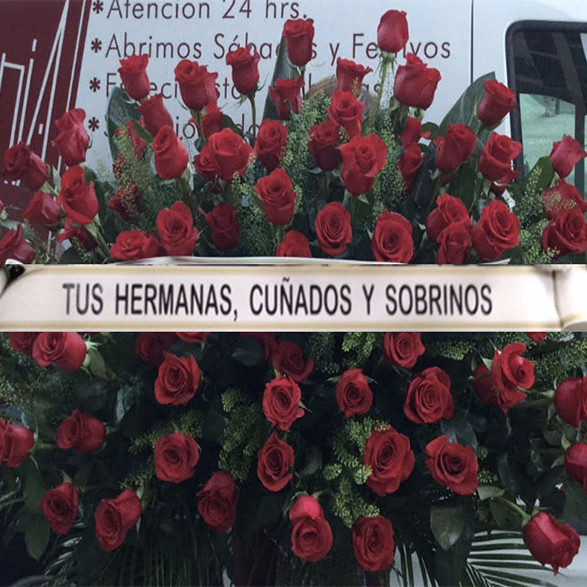 *Atencion 24 hrs.
*Abrimos Sábados y Festivos
TUS HERMANAS, CUÑADOS Y SOBRINOS